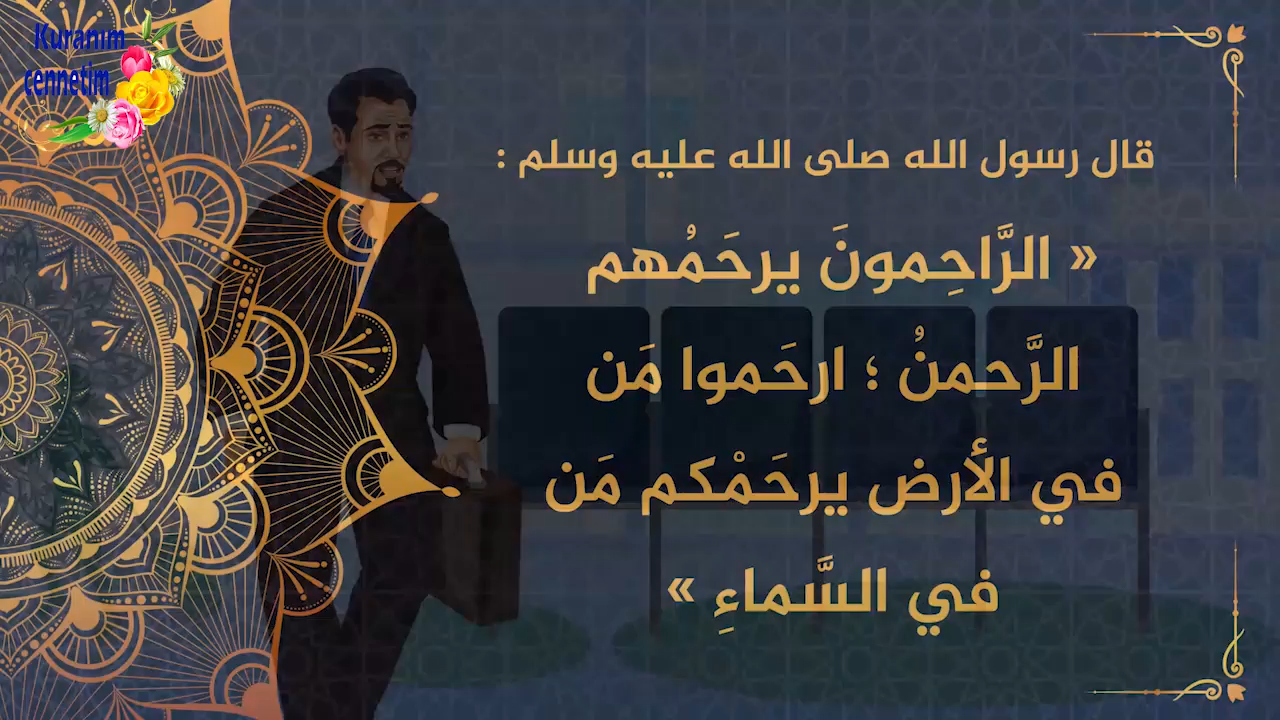 Kuranım
cennetim
قال رسول الله صلى الله عليه وسلم :
« الرَّاحِمونَ يرحَمُهم
الرَّحمنُ ؛ ارحَموا مَن
في الأرض يرحَمْكم مَن
في السَّماءِ »